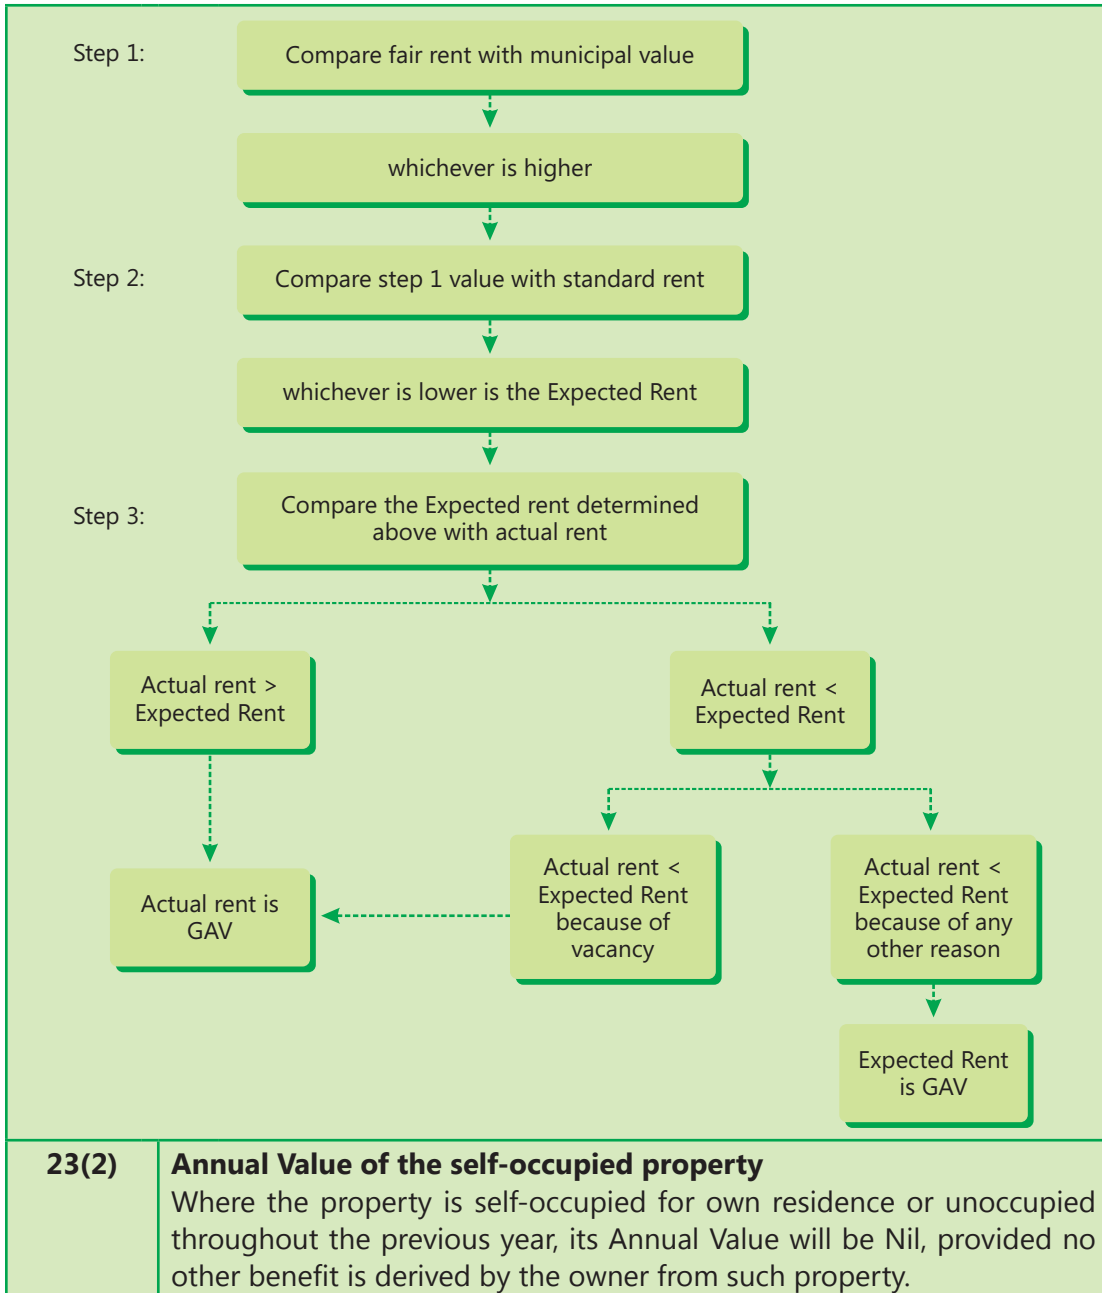 Step 1:
Compare fair rent with municipal value
whichever is higher
Step 2:
Compare step 1 value with standard rent
whichever is lower is the Expected Rent
Step 3:
Compare the Expected rent determined
above with actual rent
Actual rent >
Expected Rent
Actual rent <
Expected Rent
Actual rent is
GAV
Actual rent <
Expected Rent
because of
vacancy
Actual rent <
Expected Rent
because of any
other reason
Expected Rent
is GAV
23(2) Annual Value of the self-occupied property
Where the property is self-occupied for own residence or unoccupied
throughout the previous year, its Annual Value will be Nil, provided no
other benefit is derived by the owner from such property.